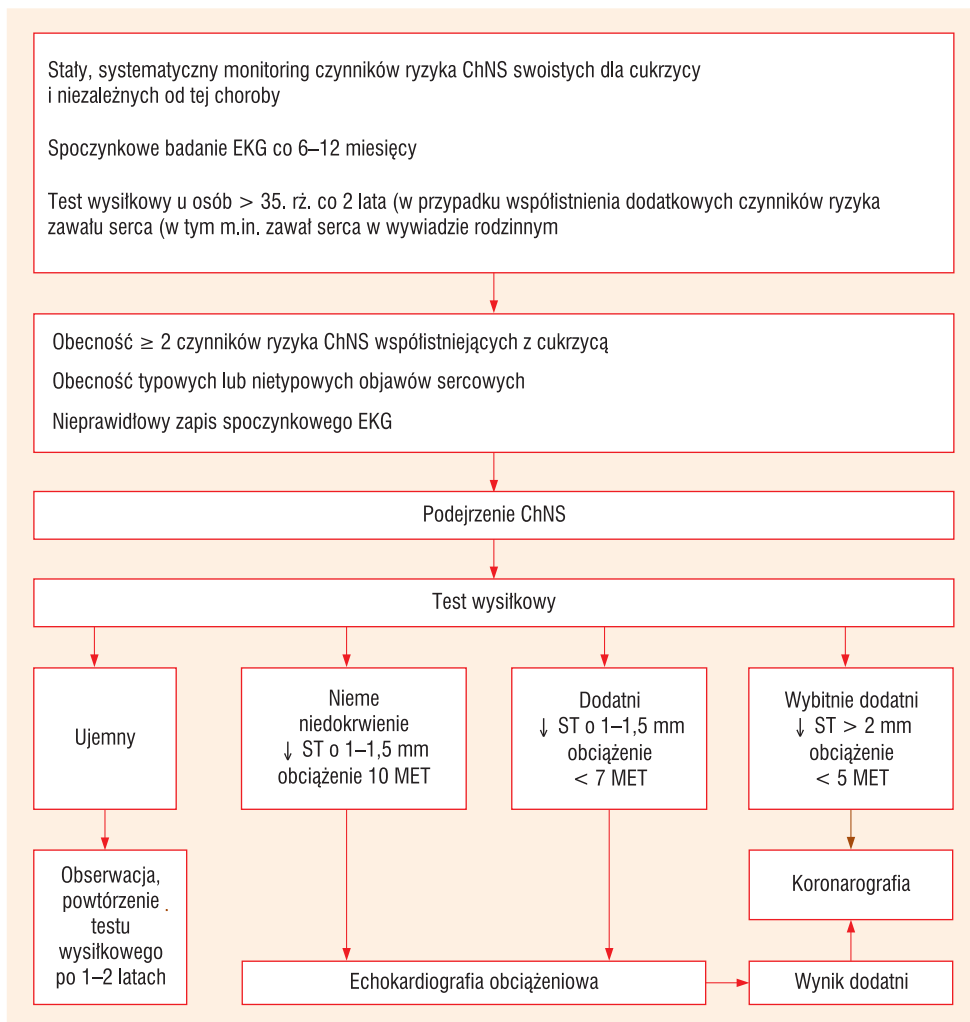 Stały, systematyczny monitoring czynników ryzyka ChNS swoistych dla cukrzycy
i niezależnych od tej choroby
Spoczynkowe badanie EKG co 6–12 miesięcy
Test wysiłkowy u osób > 35. rż. co 2 lata (w przypadku współistnienia dodatkowych czynników ryzyka
zawału serca (w tym m.in. zawał serca w wywiadzie rodzinnym
Obecność ≥ 2 czynników ryzyka ChNS współistniejących z cukrzycą
Obecność typowych lub nietypowych objawów sercowych
Nieprawidłowy zapis spoczynkowego EKG
Podejrzenie ChNS
Test wysiłkowy
Ujemny
Nieme
niedokrwienie
↓ ST o 1–1,5 mm
obciążenie 10 MET
Dodatni
↓ ST o 1–1,5 mm
obciążenie
< 7 MET
Wybitnie dodatni
↓ ST > 2 mm
obciążenie
< 5 MET
Obserwacja,
powtórzenie
testu
wysiłkowego
po 1–2 latach
Koronarografia
Echokardiografia obciążeniowa
Wynik dodatni